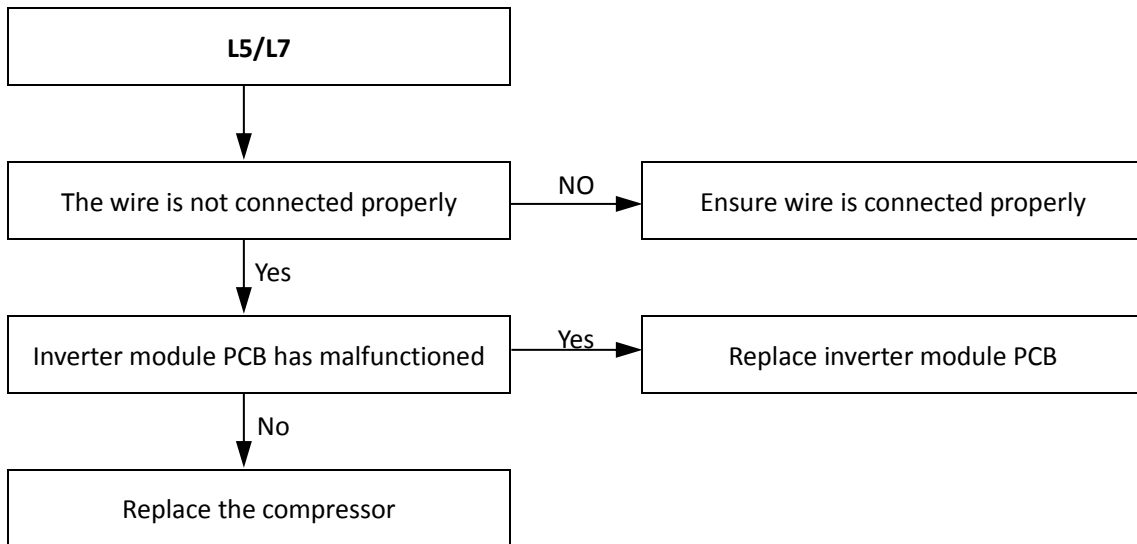 L5/L7
The wire is not connected properly
NO
Ensure wire is connected properly
Yes
Inverter module PCB has malfunctioned
Yes
Replace inverter module PCB
No
Replace the compressor